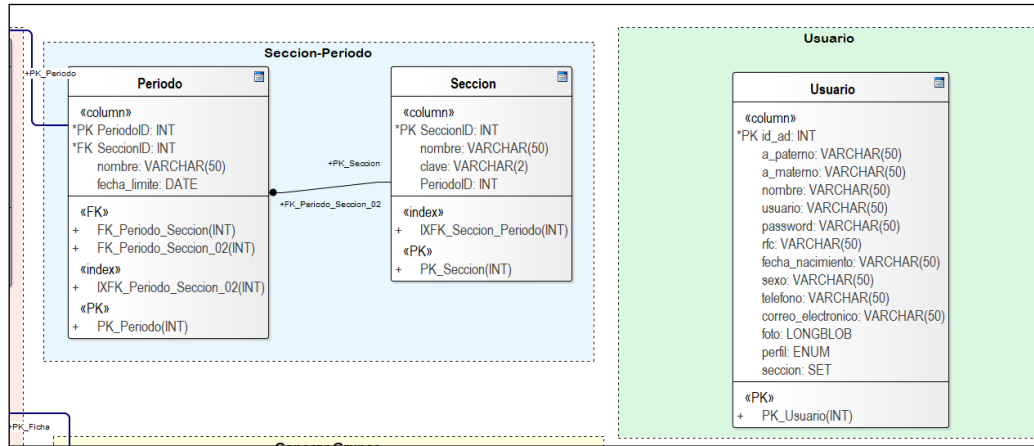 Seccion-Periodo
+PK_Periodo
Periodo
«column»
*PK PeriodoID: INT
*FK SeccionID: INT
nombre: VARCHAR(50)
fecha_limite: DATE
«FK»
+ FK_Periodo_Seccion(INT)
+ FK_Periodo_Seccion_02(INT)
«index»
+ IXFK_Periodo_Seccion_02(INT)
«PK»
+ PK_Periodo(INT)
+PK_Seccion
+FK_Periodo_Seccion_02
Seccion
«column»
*PK SeccionID: INT
nombre: VARCHAR(50)
clave: VARCHAR(2)
PeriodoID: INT
«index»
+ IXFK_Seccion_Periodo(INT)
«PK»
+ PK_Seccion(INT)
Usuario
Usuario
«column»
*PK id_ad: INT
a_paterno: VARCHAR(50)
a_materno: VARCHAR(50)
nombre: VARCHAR(50)
usuario: VARCHAR(50)
password: VARCHAR(50)
rfc: VARCHAR(50)
fecha_nacimiento: VARCHAR(50)
sexo: VARCHAR(50)
telefono: VARCHAR(50)
correo_electronico: VARCHAR(50)
foto: LONGBLOB
perfil: ENUM
seccion: SET
«PK»
+ PK_Usuario(INT)
+PK_Ficha